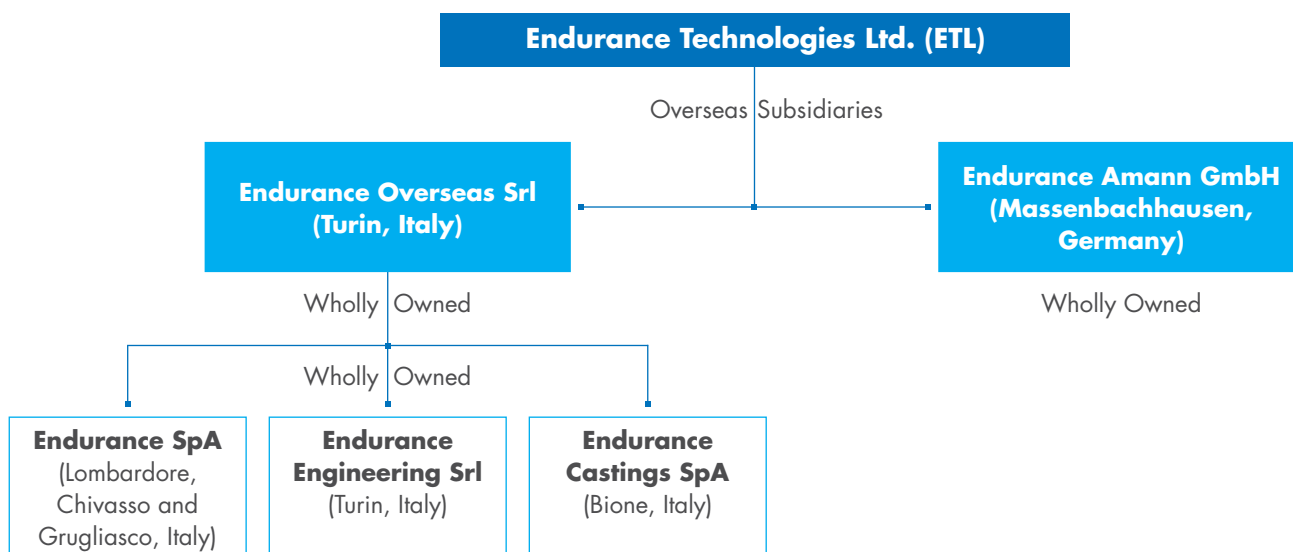 Endurance Technologies Ltd. (ETL)
Overseas Subsidiaries
Endurance Overseas Srl
(Turin, Italy)
Endurance Amann GmbH
(Massenbachhausen,
Germany)
Wholly Owned
Wholly Owned
Wholly Owned
Endurance SpA
(Lombardore,
Chivasso and
Grugliasco, Italy)
Endurance
Engineering Srl
(Turin, Italy)
Endurance
Castings SpA
(Bione, Italy)